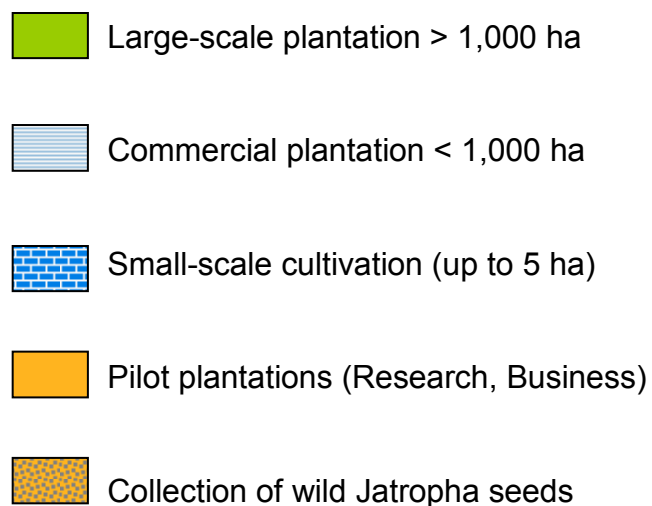 Large-scale plantation > 1,000 ha
Commercial plantation < 1,000 ha
Small-scale cultivation (up to 5 ha)
Pilot plantations (Research, Business)
Collection of wild Jatropha seeds